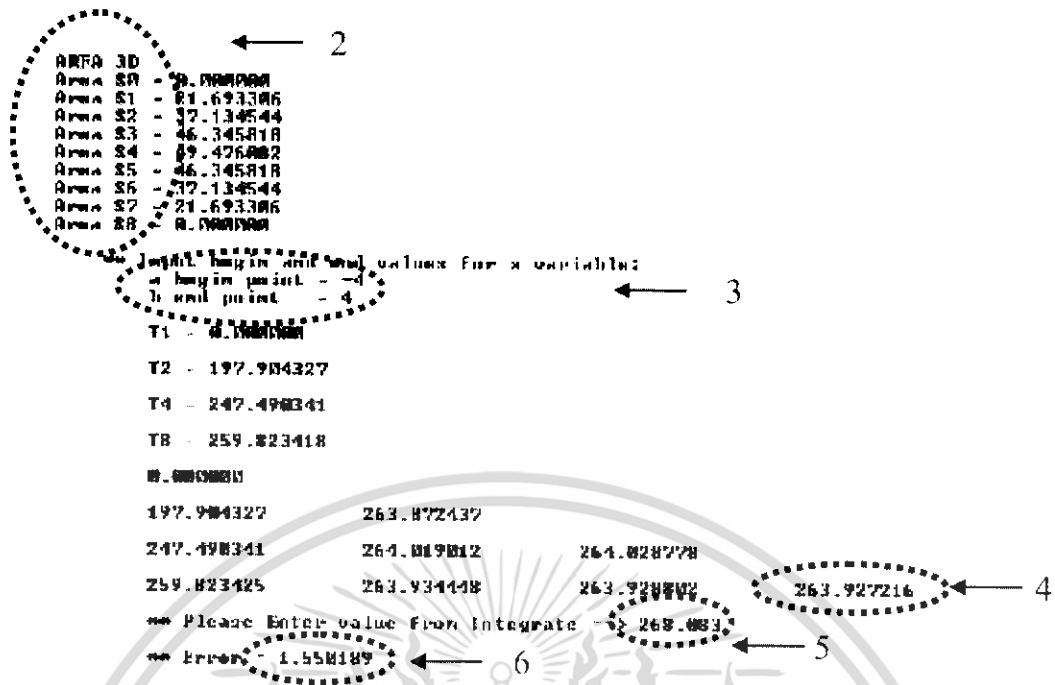 2
AREA 3D
Area S0 = 0.000000
Area S1 = 21.693306
Area S2 = 37.134544
Area S3 = 46.345818
Area S4 = 49.476082
Area S5 = 46.345818
Area S6 = 37.134544
Area S7 = 21.693306
Area S8 = 0.000000
** Input begin and end values for x variable:
a begin point = -4
b end point = 4
3
T1 = 0.000000
T2 = 197.904327
T4 = 247.490341
T8 = 259.823418
0.000000
197.904327 263.872437
247.490341 264.019012 264.028778
259.823425 263.934448 263.928802 263.927216 4
** Please Enter value from Integrate => 268.083
5
** Error = 1.550189 6